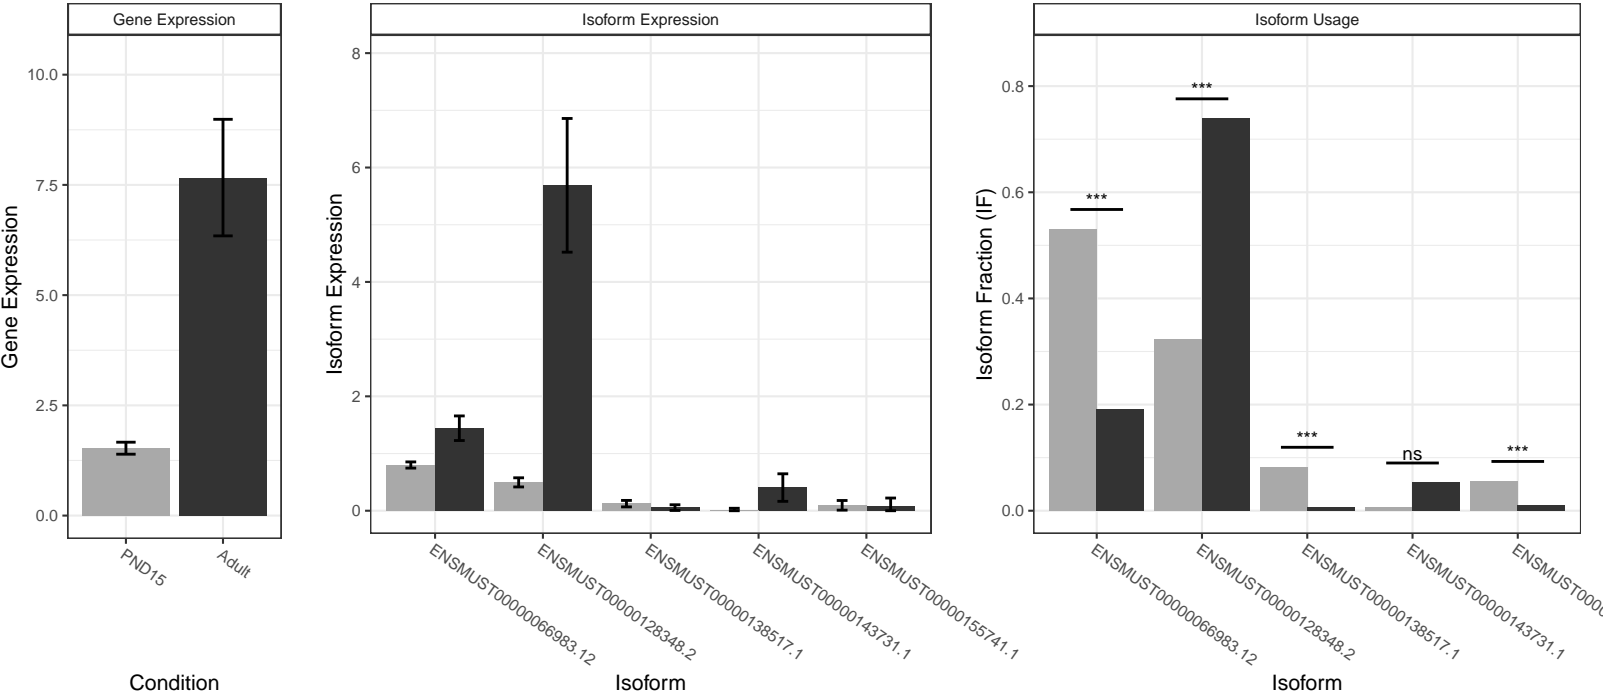 Gene Expression
Isoform Expression
Isoform Usage
Gene Expression
10.0
7.5
5.0
2.5
0.0
PND15
Adult
Condition
Isoform Expression
8
6
4
2
0
ENSMUST00000066983.12
ENSMUST00000128348.2
ENSMUST00000138517.1
ENSMUST00000143731.1
ENSMUST00000155741.1
Isoform
Isoform Fraction (IF)
0.8
0.6
0.4
0.2
0.0
***
***
***
ns
***
ENSMUST00000066983.12
ENSMUST00000128348.2
ENSMUST00000138517.1
ENSMUST00000143731.1
Isoform